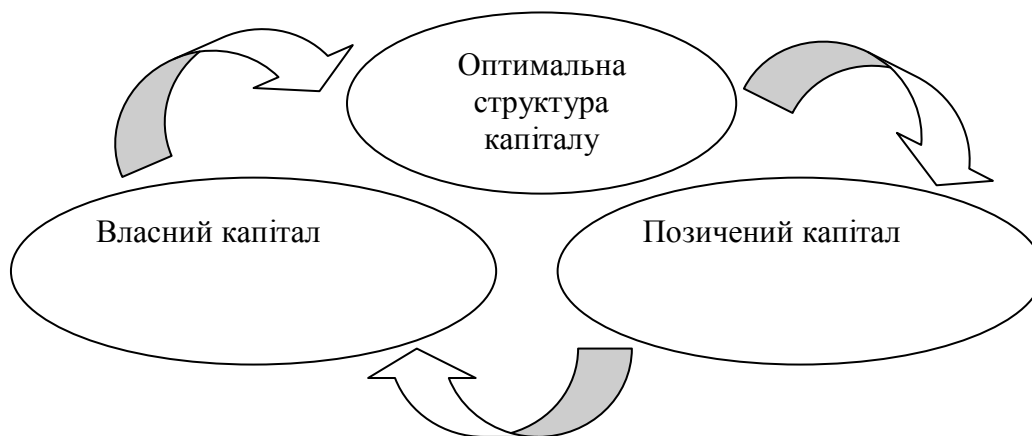 Оптимальна
структура
капіталу
Власний капітал
Позичений капітал